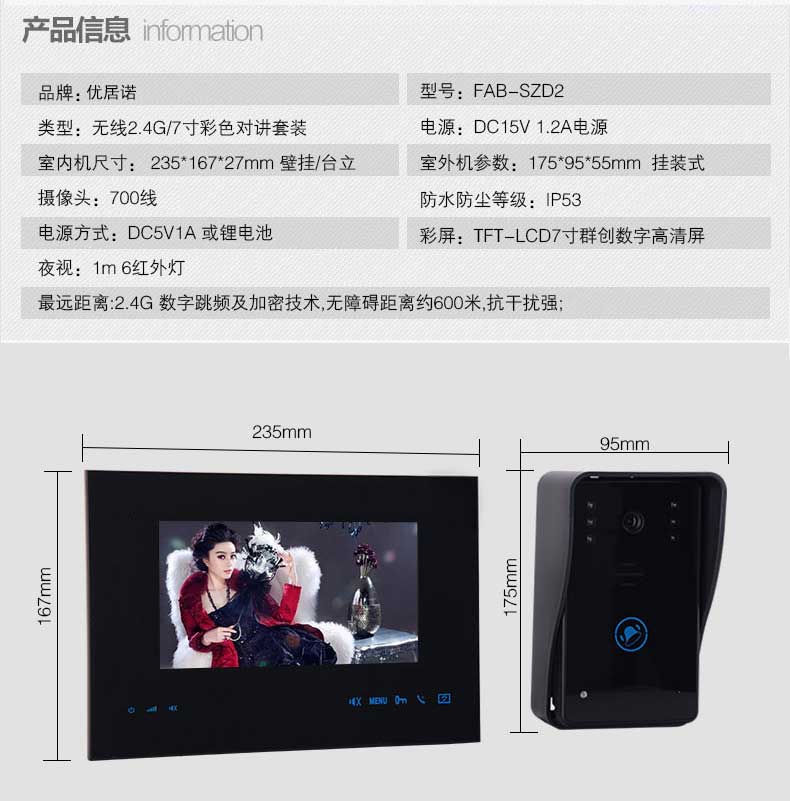 产品信息 information
品牌:优居诺
型号：FAB-SZD2
类型：无线2.4G/7寸彩色对讲套装
电源：DC15V 1.2A电源
室内机尺寸： 235*167*27mm 壁挂/台立
室外机参数：175*95*55mm 挂装式
摄像头：700线
防水防尘等级：IP53
电源方式：DC5V1A 或锂电池
彩屏：TFT-LCD7寸群创数字高清屏
夜视：1m 6红外灯
最远距离:2.4G 数字跳频及加密技术,无障碍距离约600米,抗干扰强;
235mm
95mm
167mm
175mm
MENU